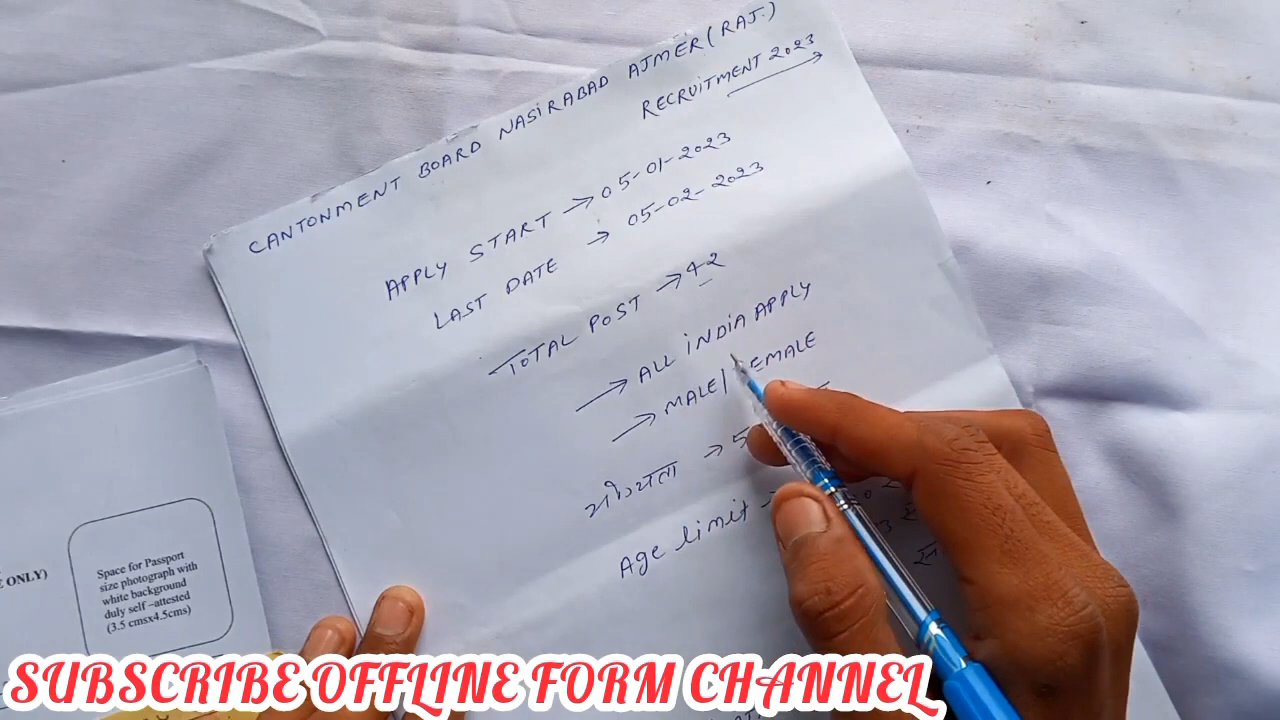 CANTONMENT BOARD NASIRABAD AJMER (RAJ.)
RECRUITMENT 2023
APPLY START → 05-01-2023
LAST DATE → 05-02-2023
TOTAL POST → 42
→ ALL INDIA APPLY
→ MALE / FEMALE
→ 5
Age limit
ONLY)
Space for Passport
size photograph with
white background
duly self –attested
(3.5 cmsx4.5cms)
SUBSCRIBE OFFLINE FORM CHANNEL